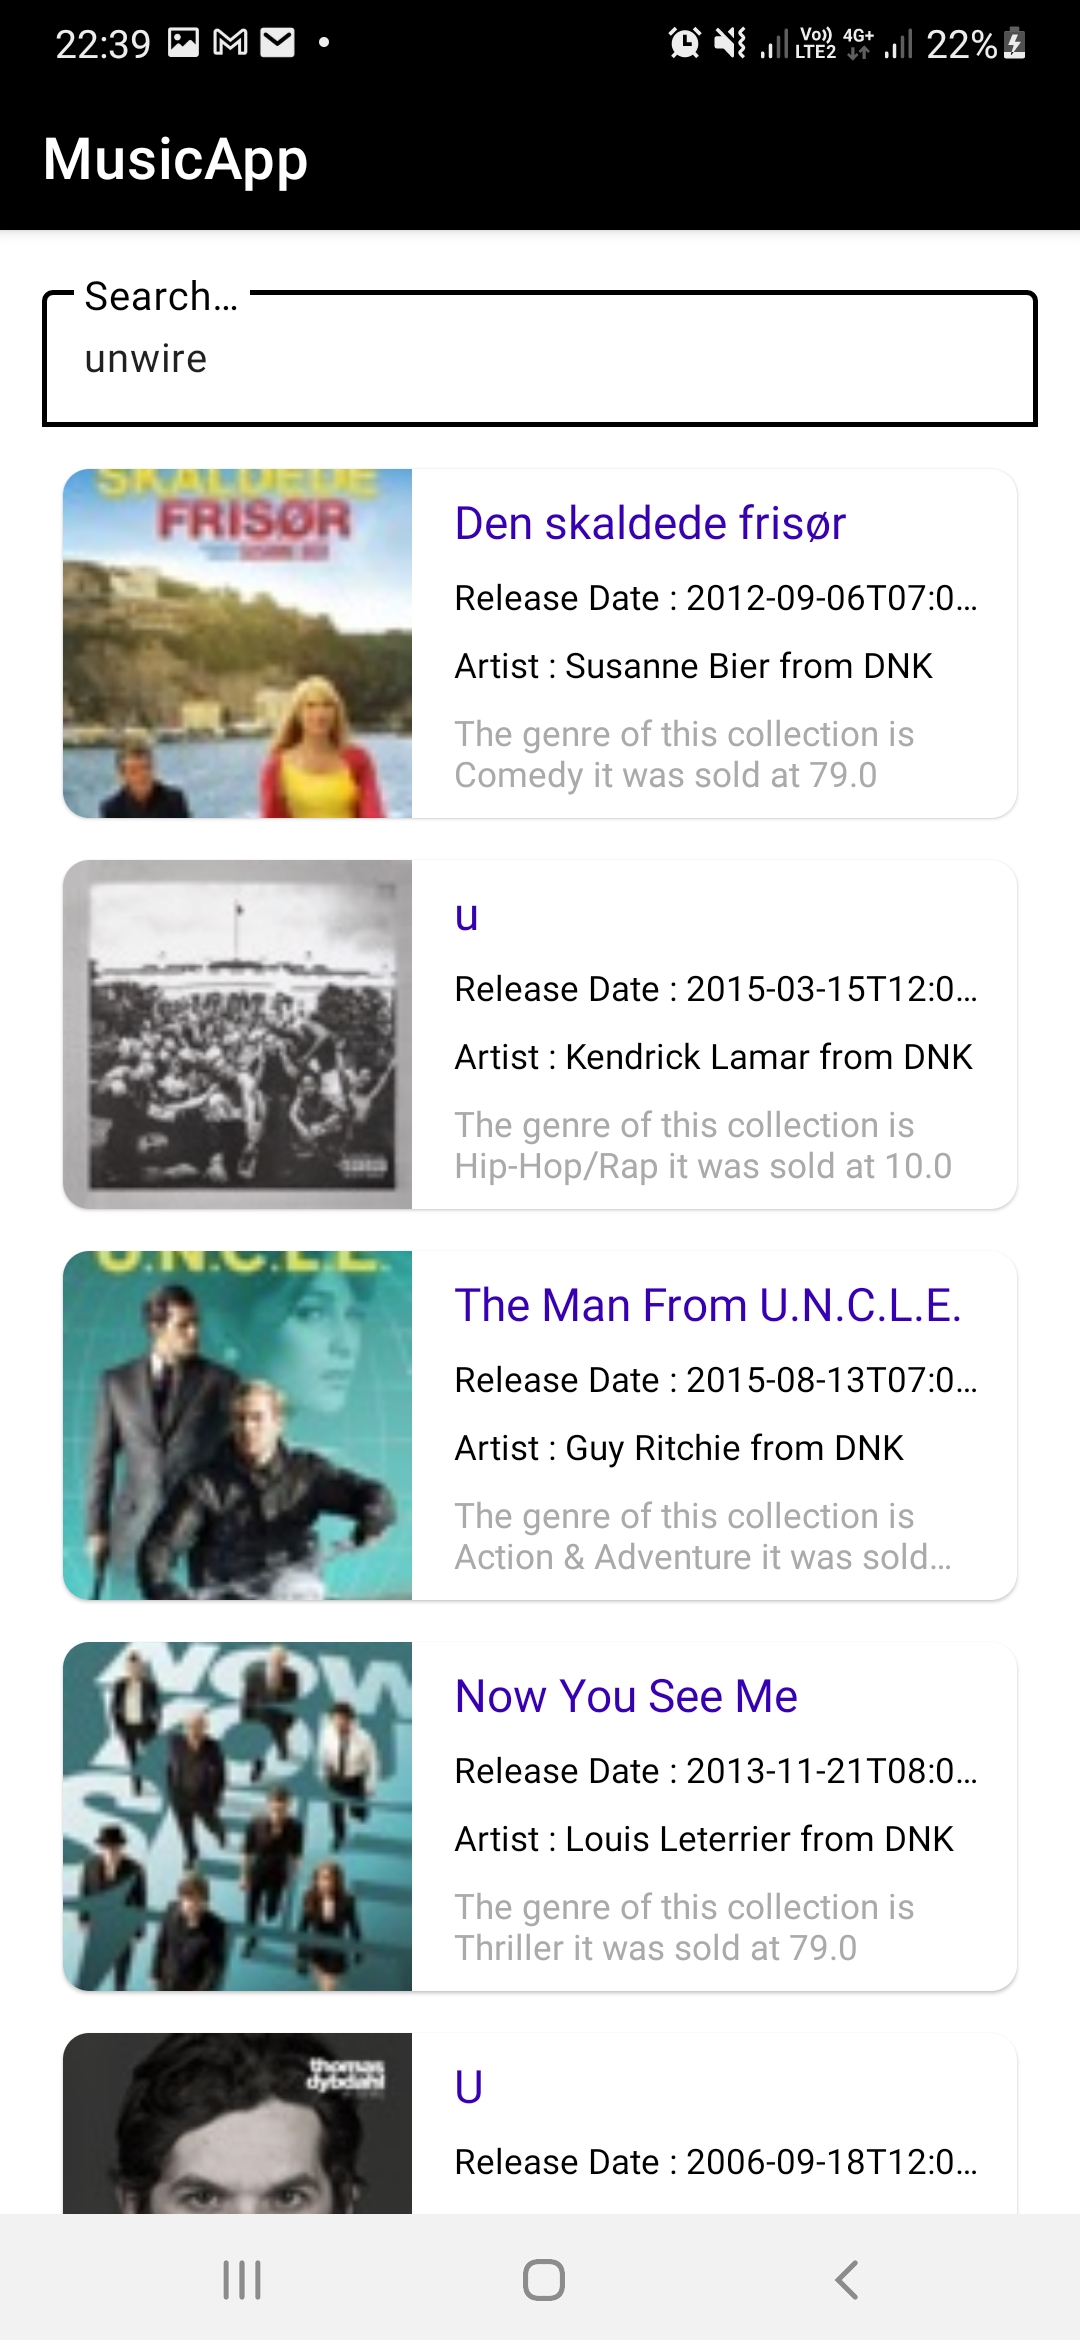 22:39
Vo)) LTE2 4G+ 22%
MusicApp
Search...
unwire
SKALDEDE
FRISØR
Den skaldede frisør
Release Date : 2012-09-06T07:0...
Artist : Susanne Bier from DNK
The genre of this collection is
Comedy it was sold at 79.0
u
Release Date : 2015-03-15T12:0...
Artist : Kendrick Lamar from DNK
The genre of this collection is
Hip-Hop/Rap it was sold at 10.0
U.N.C.L.E.
The Man From U.N.C.L.E.
Release Date : 2015-08-13T07:0...
Artist : Guy Ritchie from DNK
The genre of this collection is
Action & Adventure it was sold...
NOW
Now You See Me
Release Date : 2013-11-21T08:0...
Artist : Louis Leterrier from DNK
The genre of this collection is
Thriller it was sold at 79.0
thomas
dybdahl
U
Release Date : 2006-09-18T12:0...